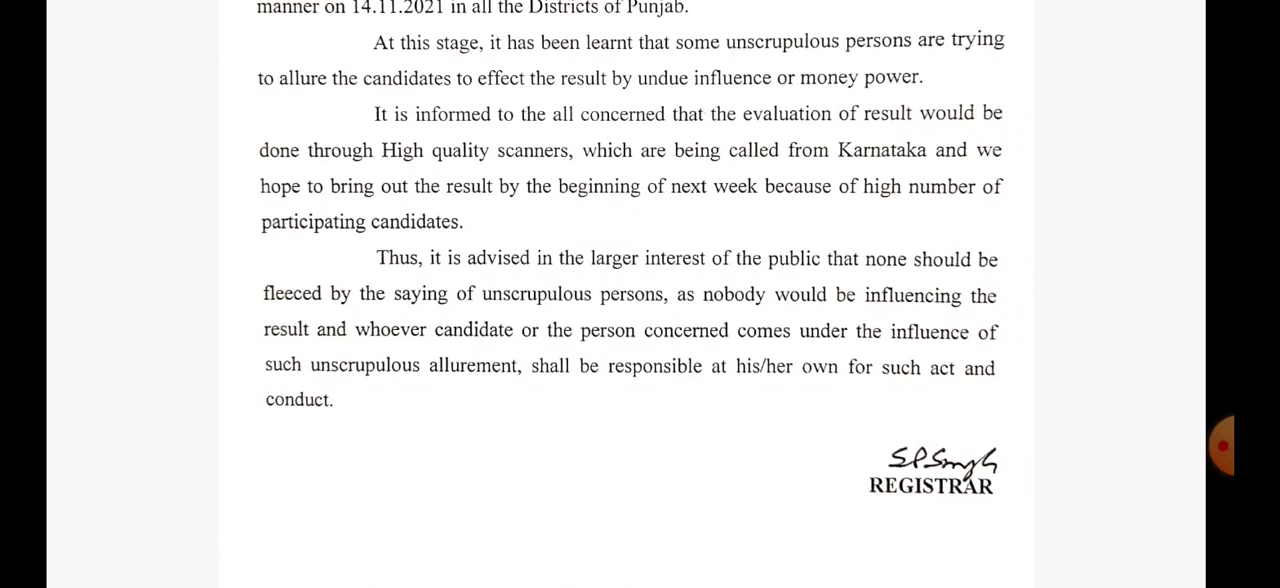 manner on 14.11.2021 in all the Districts of Punjab.
At this stage, it has been learnt that some unscrupulous persons are trying
to allure the candidates to effect the result by undue influence or money power.
It is informed to the all concerned that the evaluation of result would be
done through High quality scanners, which are being called from Karnataka and we
hope to bring out the result by the beginning of next week because of high number of
participating candidates.
Thus, it is advised in the larger interest of the public that none should be
fleeced by the saying of unscrupulous persons, as nobody would be influencing the
result and whoever candidate or the person concerned comes under the influence of
such unscrupulous allurement, shall be responsible at his/her own for such act and
conduct.
SPSingh
REGISTRAR